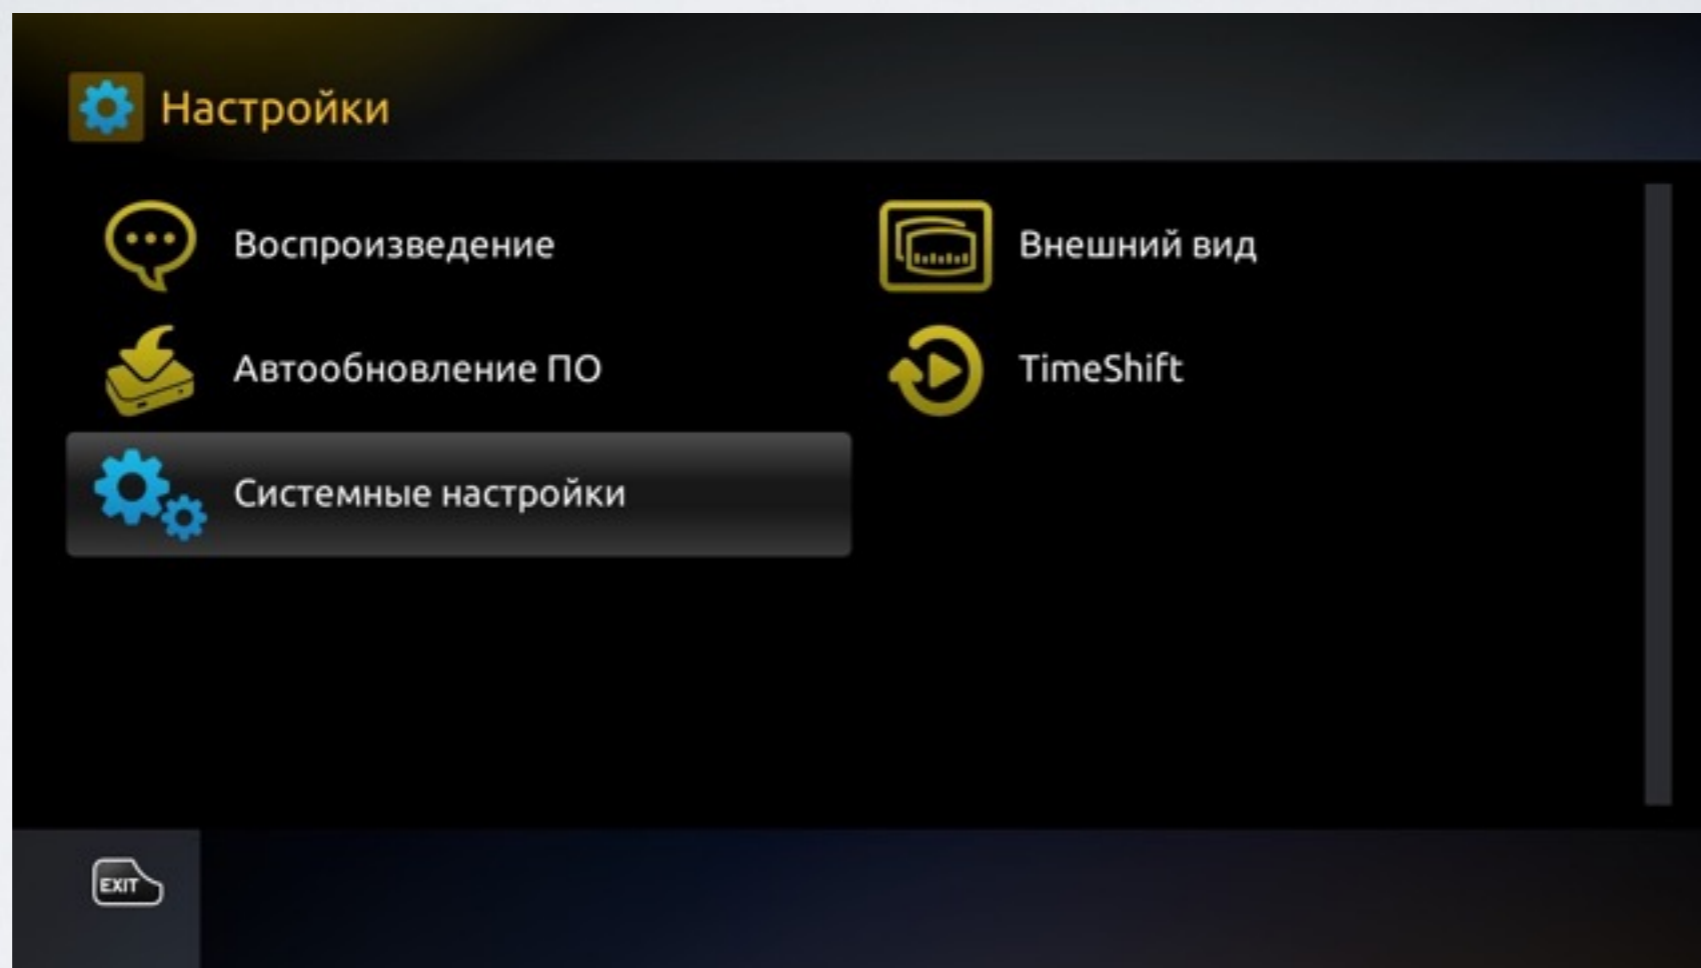 Настройки
Воспроизведение
Внешний вид
Автообновление ПО
TimeShift
Системные настройки
EXIT